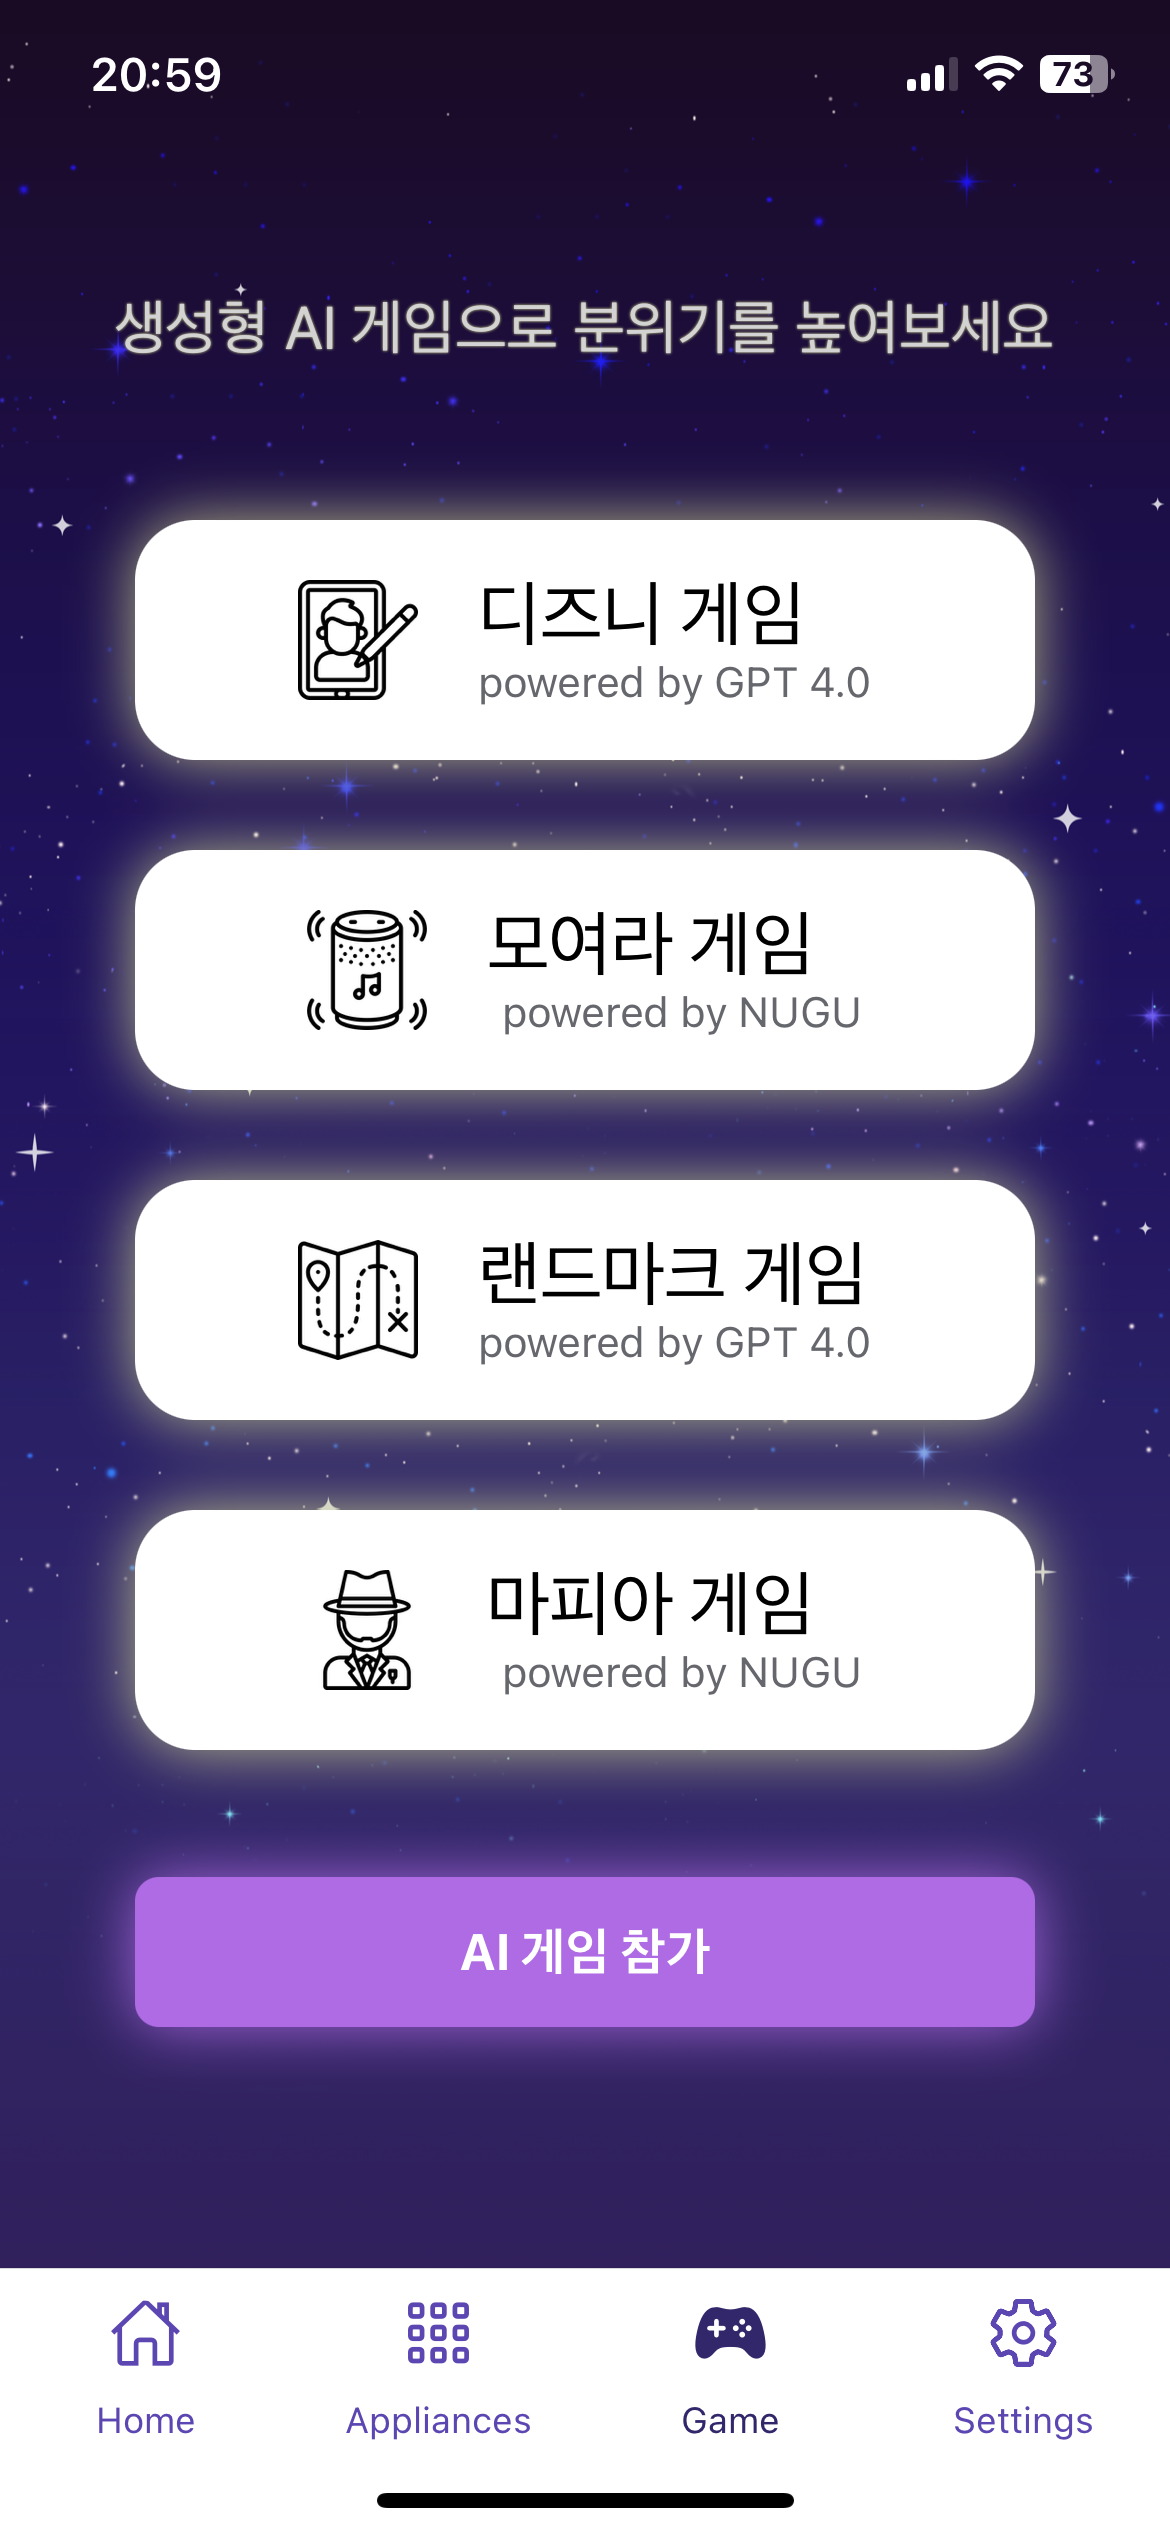 20:59
73
생성형 AI 게임으로 분위기를 높여보세요
디즈니 게임
powered by GPT 4.0
모여라 게임
powered by NUGU
랜드마크 게임
powered by GPT 4.0
마피아 게임
powered by NUGU
AI 게임 참가
Home
Appliances
Game
Settings